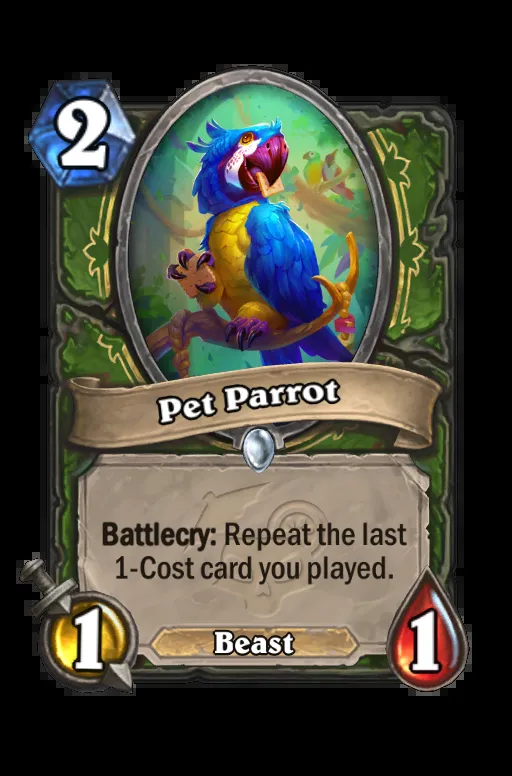 2
Pet Parrot
Battlecry: Repeat the last
1-Cost card you played.
1
Beast
1